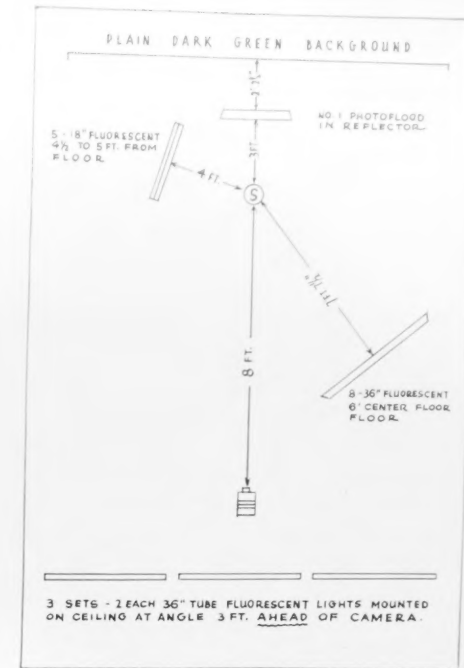 PLAIN DARK GREEN BACKGROUND
NO. 1 PHOTOFLOOD
IN REFLECTOR
5-18" FLUORESCENT
4½ TO 5 FT. FROM
FLOOR
3 FT.
4 FT.
S
8 FT.
8-36" FLUORESCENT
6' CENTER FLOOR
FLOOR
3 SETS - 2 EACH 36" TUBE FLUORESCENT LIGHTS MOUNTED
ON CEILING AT ANGLE 3 FT. AHEAD OF CAMERA.